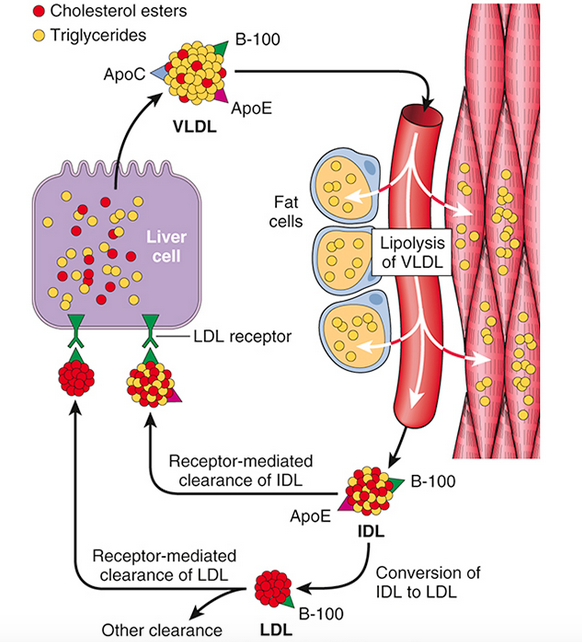 Cholesterol esters
Triglycerides
B-100
ApoC
ApoE
VLDL
Liver
cell
Fat
cells
Lipolysis
of VLDL
LDL receptor
Receptor-mediated
clearance of IDL
B-100
ApoE
IDL
Receptor-mediated
clearance of LDL
Conversion of
IDL to LDL
B-100
LDL
Other clearance